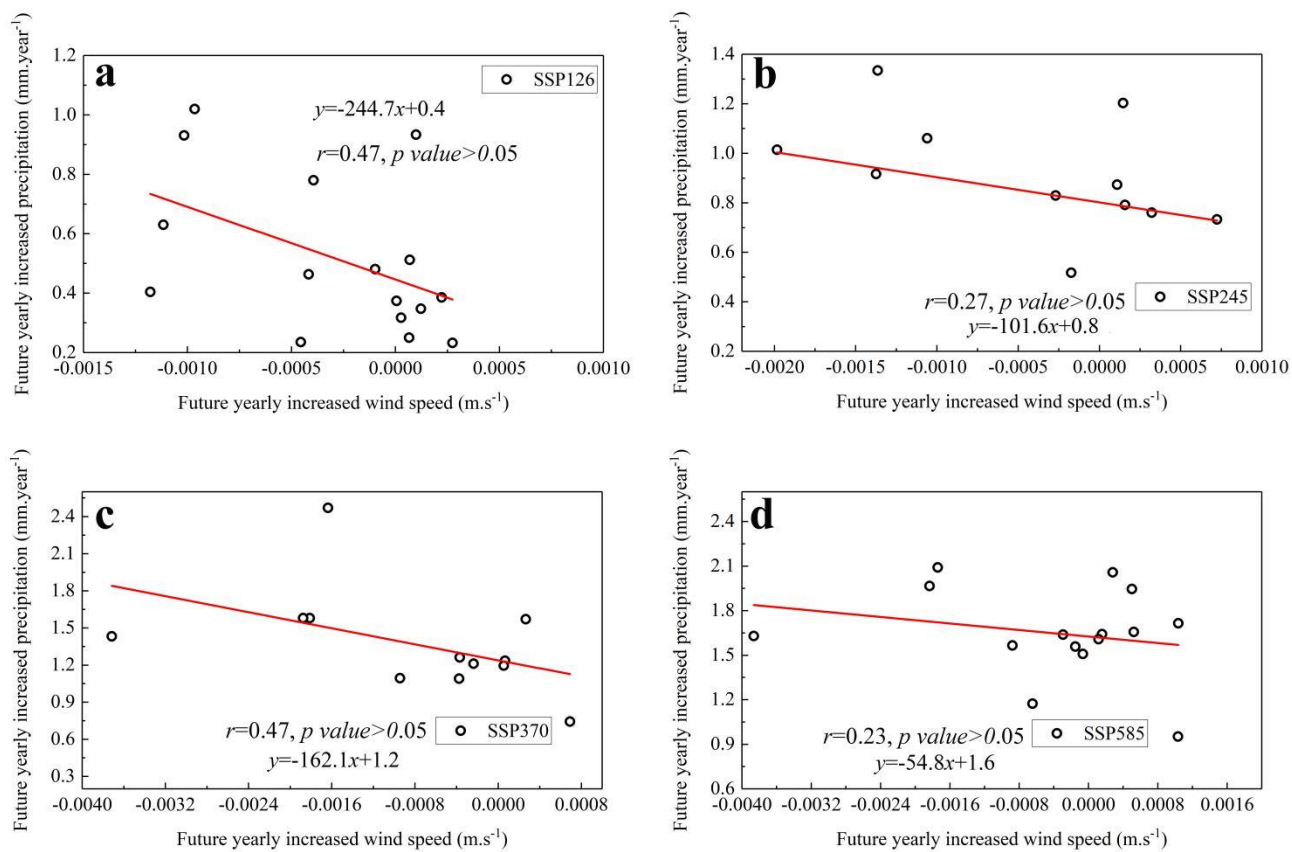 a
SSP126
y=-244.7x+0.4
r=0.47, p value>0.05
Future yearly increased precipitation (mm.year-1)
1.2
1.0
0.8
0.6
0.4
0.2
-0.0015 -0.0010 -0.0005 0.0000 0.0005 0.0010
Future yearly increased wind speed (m.s-1)
b
Future yearly increased precipitation (mm.year-1)
1.4
1.2
1.0
0.8
0.6
0.4
0.2
r=0.27, p value>0.05
SSP245
y=-101.6x+0.8
-0.0020 -0.0015 -0.0010 -0.0005 0.0000 0.0005 0.0010
Future yearly increased wind speed (m.s-1)
c
Future yearly increased precipitation (mm.year-1)
2.4
2.1
1.8
1.5
1.2
0.9
0.6
0.3
r=0.47, p value>0.05
SSP370
y=-162.1x+1.2
-0.0040 -0.0032 -0.0024 -0.0016 -0.0008 0.0000 0.0008
Future yearly increased wind speed (m.s-1)
d
Future yearly increased precipitation (mm.year-1)
2.4
2.1
1.8
1.5
1.2
0.9
0.6
r=0.23, p value>0.05
SSP585
y=-54.8x+1.6
-0.0040 -0.0032 -0.0024 -0.0016 -0.0008 0.0000 0.0008 0.0016
Future yearly increased wind speed (m.s-1)